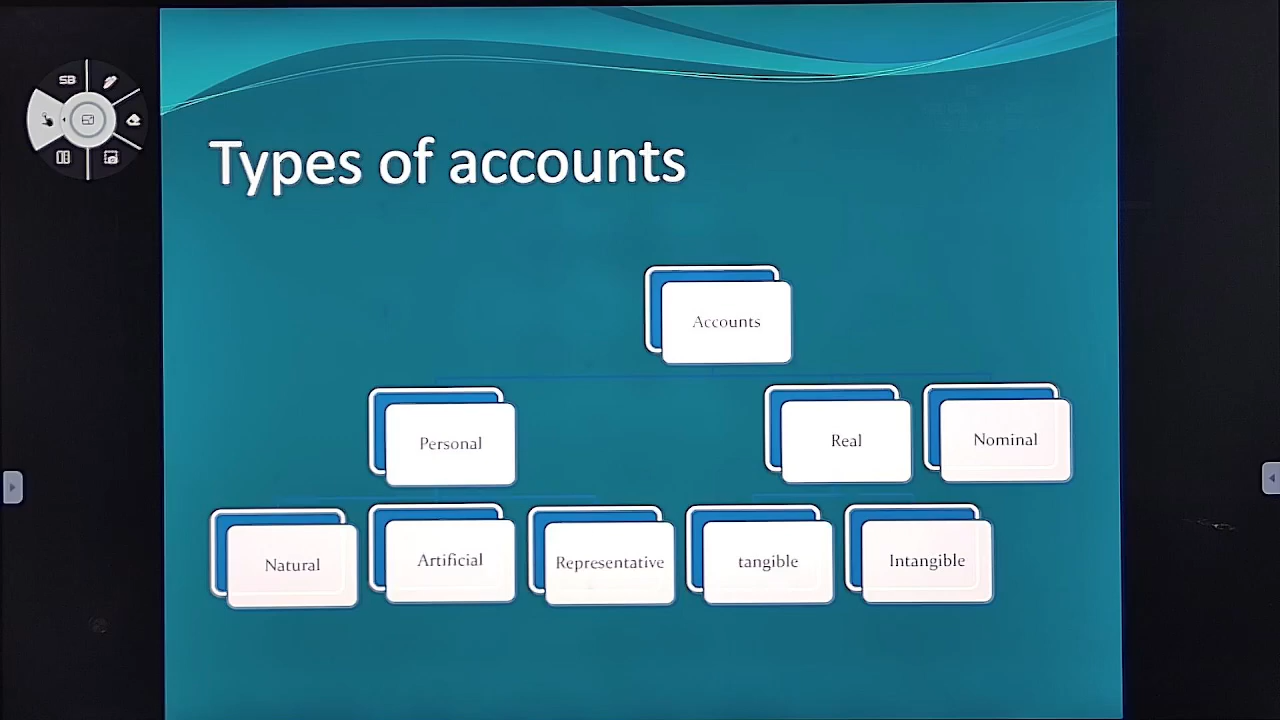 SB
Types of accounts
Accounts
Personal
Real
Nominal
Natural
Artificial
Representative
tangible
Intangible